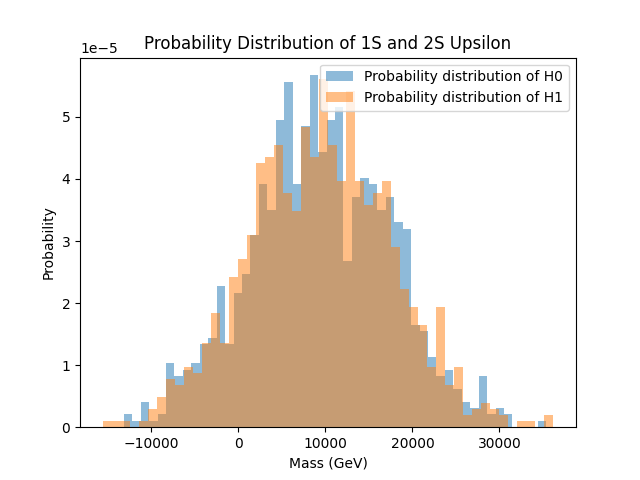 Probability Distribution of 1S and 2S Upsilon
1e−5
Probability distribution of H0
Probability distribution of H1
5
4
3
2
1
0
Probability
−10000 0 10000 20000 30000
Mass (GeV)